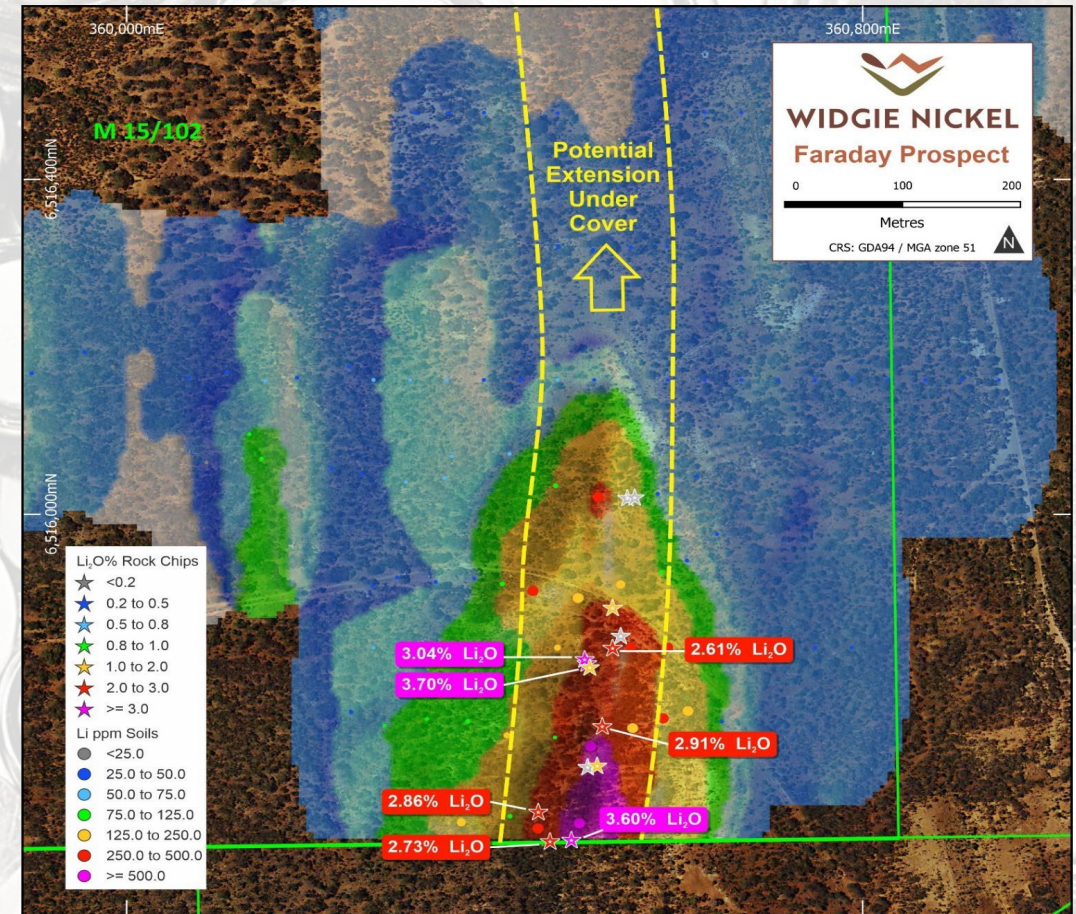 360,000mE
360,800mE
M 15/102
6,516,400mN
6,516,000mN
WIDGIE NICKEL
Faraday Prospect
0 100 200
Metres
CRS: GDA94 / MGA zone 51
N
Potential
Extension
Under
Cover
Li₂O% Rock Chips
<0.2
0.2 to 0.5
0.5 to 0.8
0.8 to 1.0
1.0 to 2.0
2.0 to 3.0
>= 3.0
Li ppm Soils
<25.0
25.0 to 50.0
50.0 to 75.0
75.0 to 125.0
125.0 to 250.0
250.0 to 500.0
>= 500.0
3.04% Li₂O
3.70% Li₂O
2.61% Li₂O
2.91% Li₂O
2.86% Li₂O
3.60% Li₂O
2.73% Li₂O